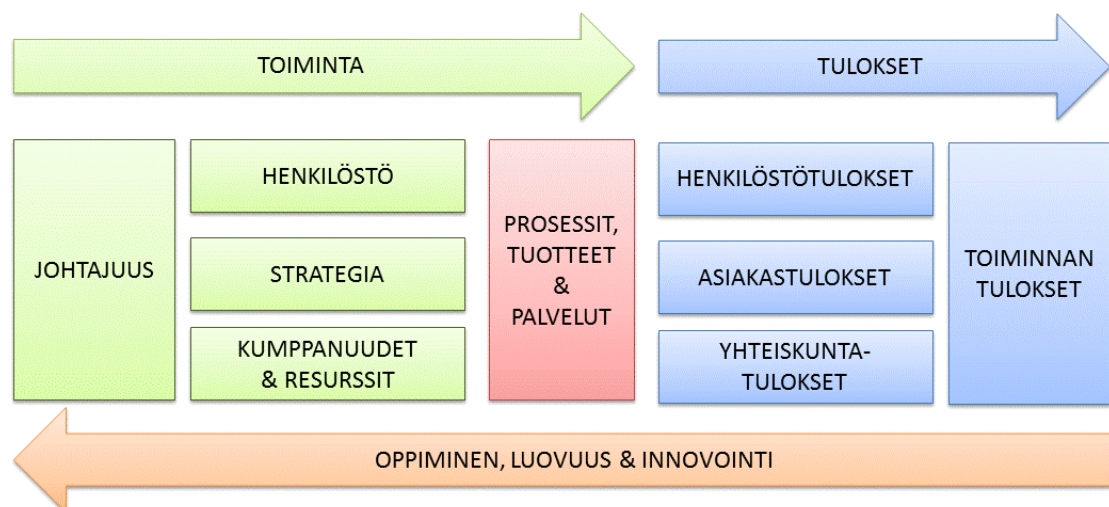 TOIMINTA
TULOKSET
JOHTAJUUS
HENKILÖSTÖ
STRATEGIA
KUMPPANUUDET
& RESURSSIT
PROSESSIT,
TUOTTEET
&
PALVELUT
HENKILÖSTÖTULOKSET
ASIAKASTULOKSET
YHTEISKUNTA-
TULOKSET
TOIMINNAN
TULOKSET
OPPIMINEN, LUOVUUS & INNOVOINTI